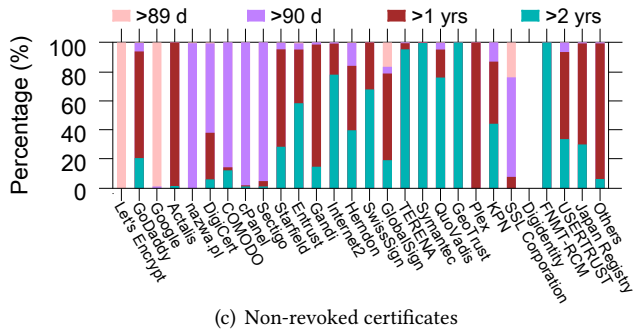 >89 d >90 d >1 yrs >2 yrs
Percentage (%)
100
80
60
40
20
0
Let's Encrypt
GoDaddy
Google
Actalis
nazwa.pl
DigiCert
COMODO
cPanel
Sectigo
Starfield
Entrust
Gandi
Internet2
Herndon
SwissSign
GlobalSign
TERENA
Symantec
QuoVadis
GeoTrust
Plex
KPN
SSL Corporation
Digidentity
FNMT-RCM
USERTRUST
Japan Registry
Others
(c) Non-revoked certificates